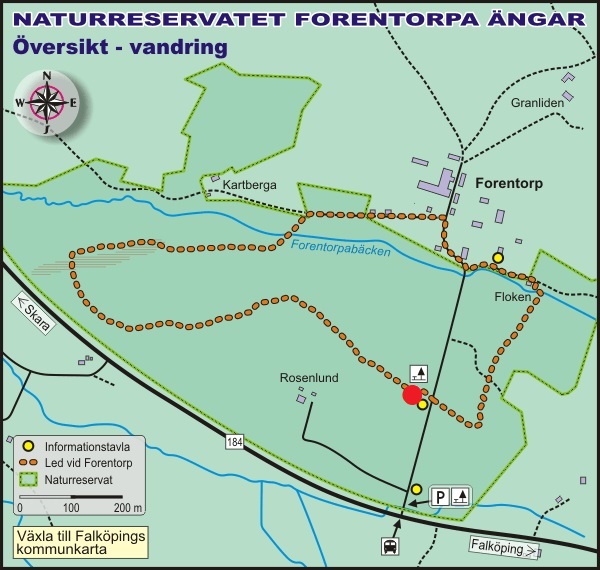 NATURRESERVATET FORENTORPA ÄNGAR
Översikt - vandring
N
W
E
S
Granliden
Kartberga
Forentorp
Forentorpabäcken
Floken
< Skara
Rosenlund
184
P
Falköping >
Informationstavla
Led vid Forentorp
Naturreservat
0 100 200 m
Växla till Falköpings
kommunkarta